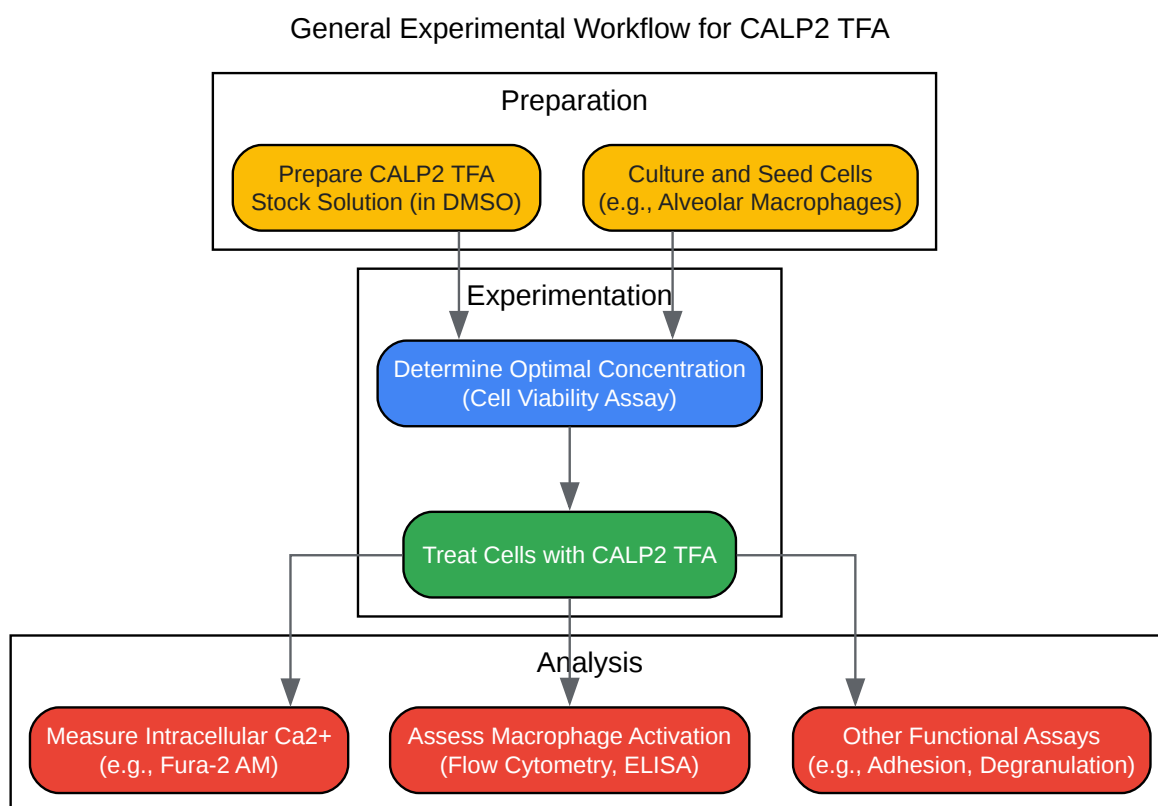 General Experimental Workflow for CALP2 TFA
Preparation
Prepare CALP2 TFA
Stock Solution (in DMSO)
Culture and Seed Cells
(e.g., Alveolar Macrophages)
Experimentation
Determine Optimal Concentration
(Cell Viability Assay)
Treat Cells with CALP2 TFA
Analysis
Measure Intracellular Ca2+
(e.g., Fura-2 AM)
Assess Macrophage Activation
(Flow Cytometry, ELISA)
Other Functional Assays
(e.g., Adhesion, Degranulation)